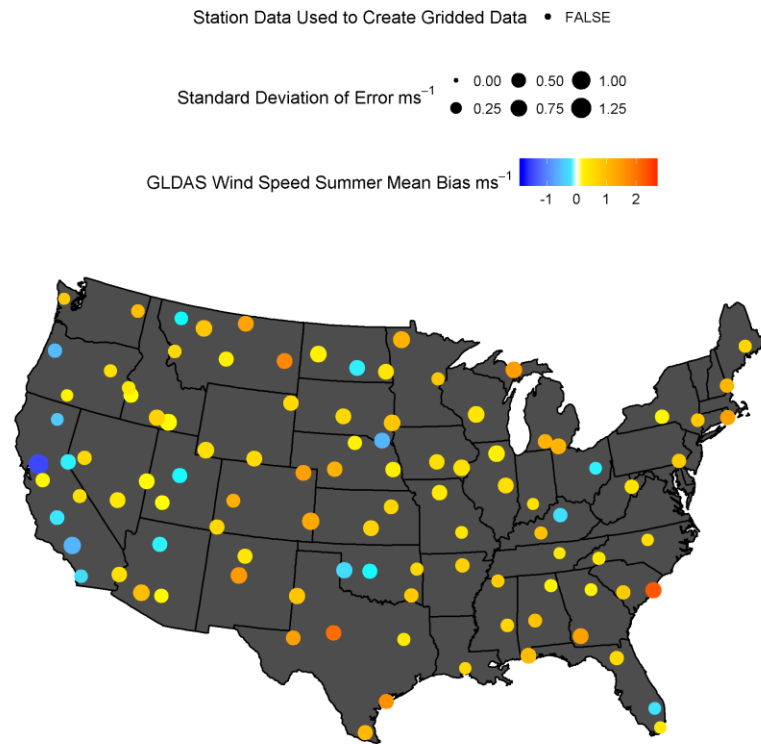 Station Data Used to Create Gridded Data • FALSE
Standard Deviation of Error ms⁻¹ 0.00 0.50 1.00
0.25 0.75 1.25
GLDAS Wind Speed Summer Mean Bias ms⁻¹
-1 0 1 2